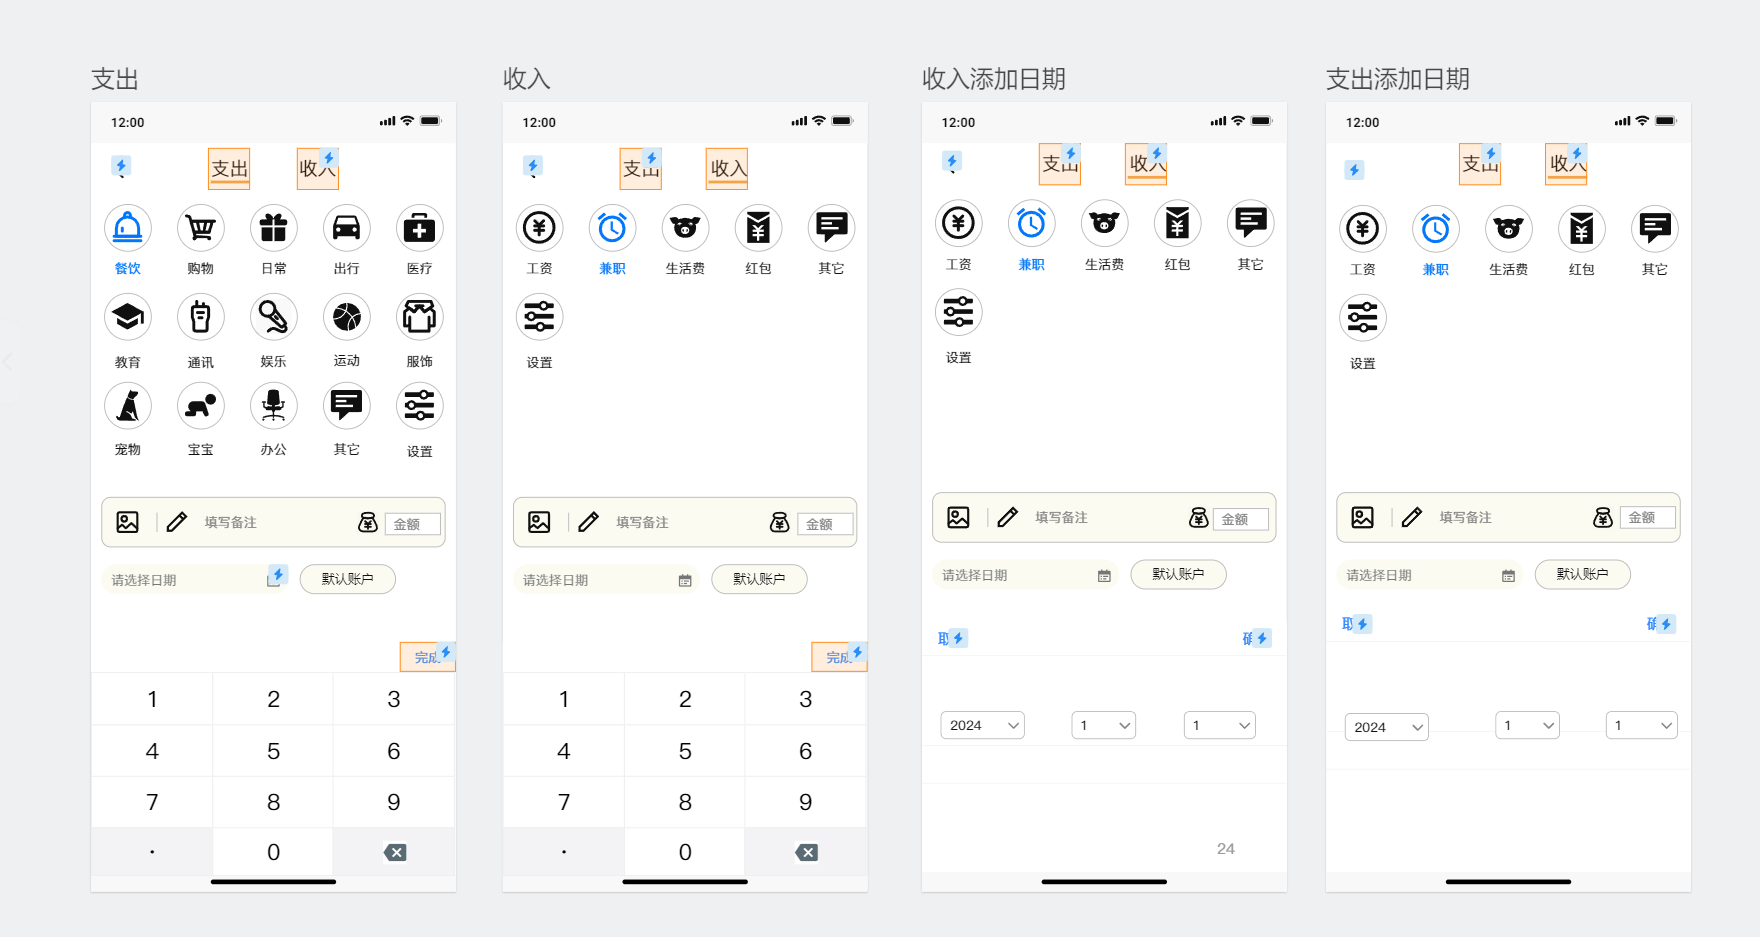 支出
12:00
支出 收入
餐饮 购物 日常 出行 医疗
教育 通讯 娱乐 运动 服饰
宠物 宝宝 办公 其它 设置
填写备注 金额
请选择日期 默认账户
完成
1 2 3
4 5 6
7 8 9
· 0
收入
12:00
支出 收入
工资 兼职 生活费 红包 其它
设置
填写备注 金额
请选择日期 默认账户
完成
1 2 3
4 5 6
7 8 9
· 0
收入添加日期
12:00
支出 收入
工资 兼职 生活费 红包 其它
设置
填写备注 金额
请选择日期 默认账户
取 确
2024 1 1
24
支出添加日期
12:00
支出 收入
工资 兼职 生活费 红包 其它
设置
填写备注 金额
请选择日期 默认账户
取 确
2024 1 1